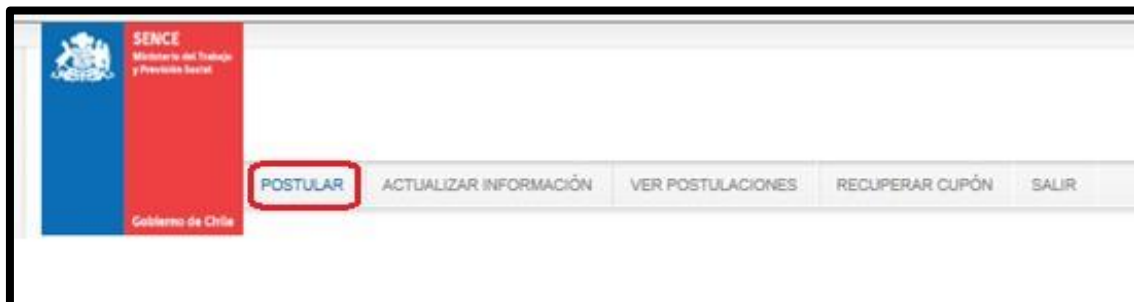 SENCE
Ministerio del Trabajo
y Previsión Social
POSTULAR ACTUALIZAR INFORMACIÓN VER POSTULACIONES RECUPERAR CUPÓN SALIR
Gobierno de Chile